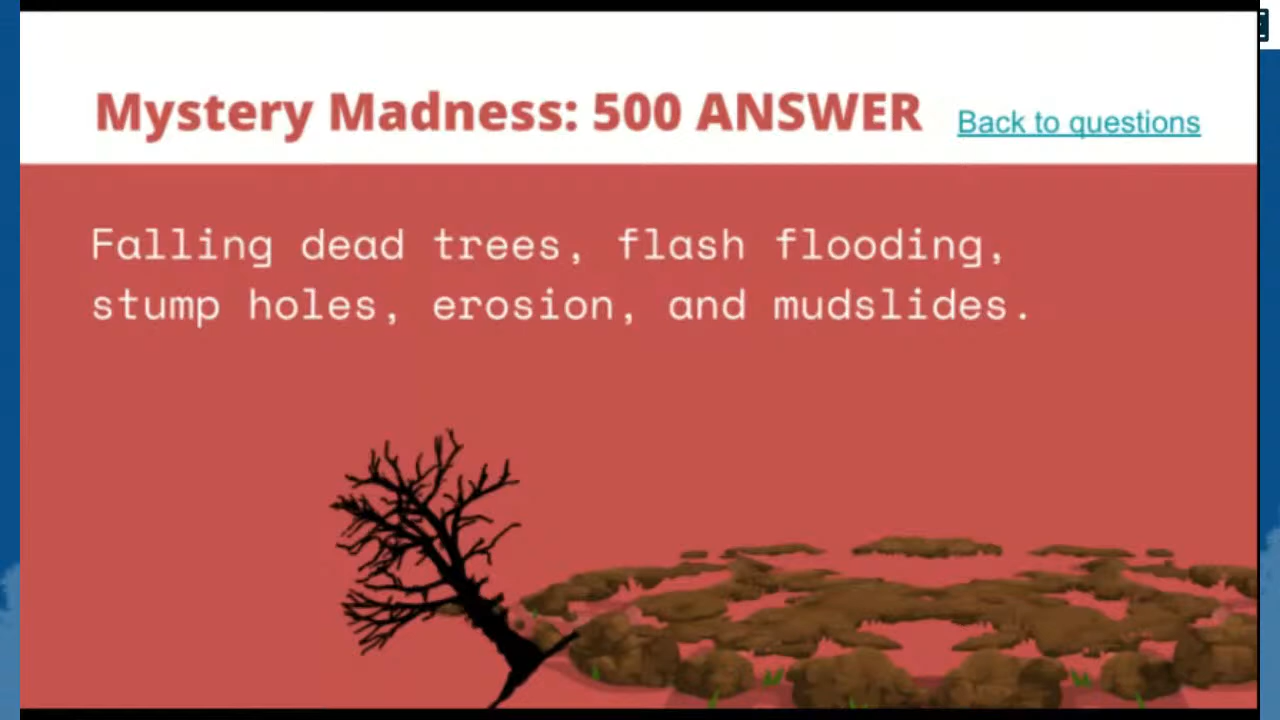 Mystery Madness: 500 ANSWER
Back to questions
Falling dead trees, flash flooding,
stump holes, erosion, and mudslides.